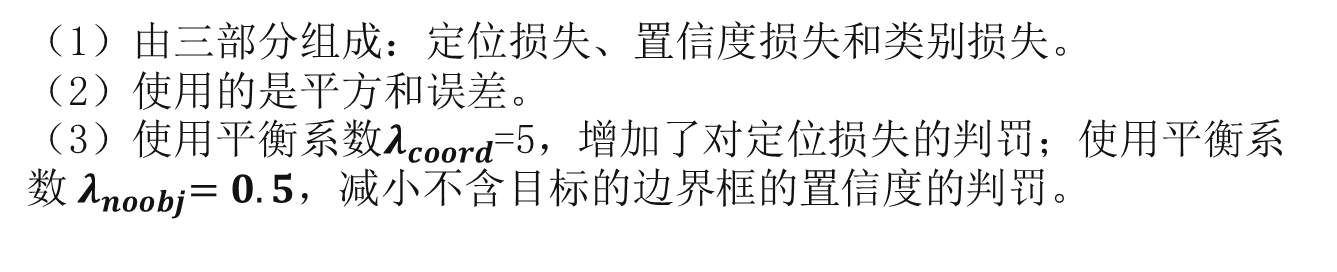 （1）由三部分组成：定位损失、置信度损失和类别损失。
（2）使用的是平方和误差。
（3）使用平衡系数λcoord=5，增加了对定位损失的判罚；使用平衡系
数 λnoobj= 0.5，减小不含目标的边界框的置信度的判罚。